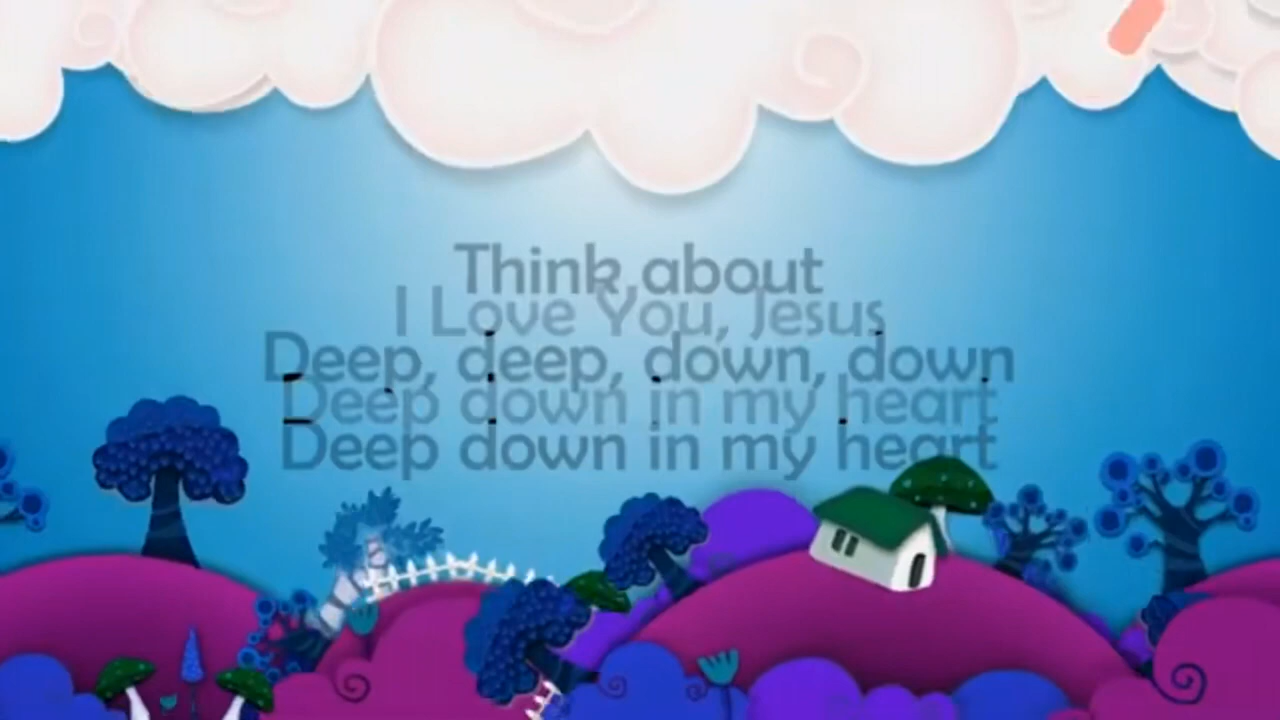 Think about
I Love You, Jesus
Deep, deep, down, down
Deep down in my heart
Deep down in my heart